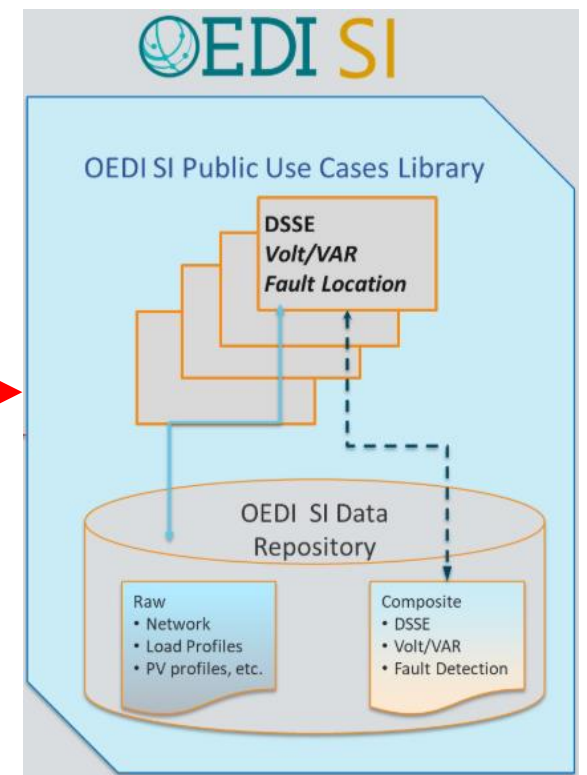 OEDI SI
OEDI SI Public Use Cases Library
DSSE
Volt/VAR
Fault Location
OEDI SI Data
Repository
Raw
• Network
• Load Profiles
• PV profiles, etc.
Composite
• DSSE
• Volt/VAR
• Fault Detection